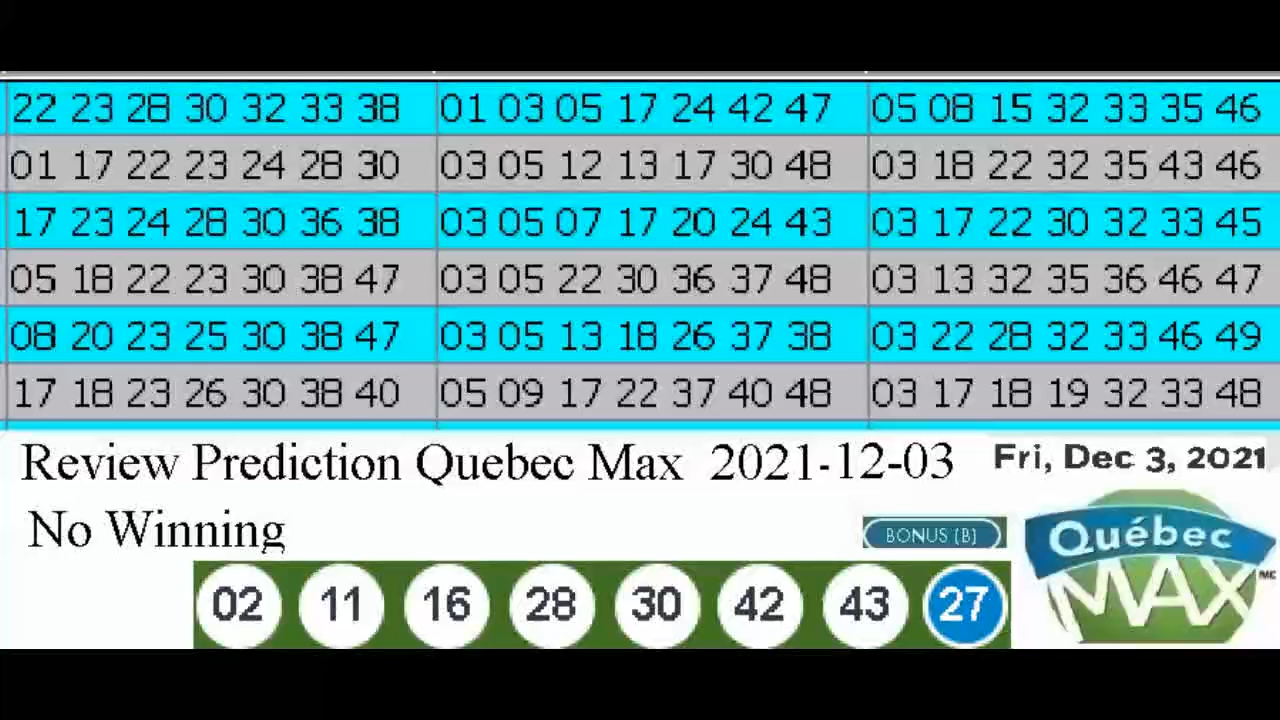 22 23 28 30 32 33 38 01 03 05 17 24 42 47 05 08 15 32 33 35 46
01 17 22 23 24 28 30 03 05 12 13 17 30 48 03 18 22 32 35 43 46
17 23 24 28 30 36 38 03 05 07 17 20 24 43 03 17 22 30 32 33 45
05 18 22 23 30 38 47 03 05 22 30 36 37 48 03 13 32 35 36 46 47
08 20 23 25 30 38 47 03 05 13 18 26 37 38 03 22 28 32 33 46 49
17 18 23 26 30 38 40 05 09 17 22 37 40 48 03 17 18 19 32 33 48
Review Prediction Quebec Max 2021-12-03 Fri, Dec 3, 2021
No Winning
BONUS (B)
Québec
MAX MC
02 11 16 28 30 42 43 27